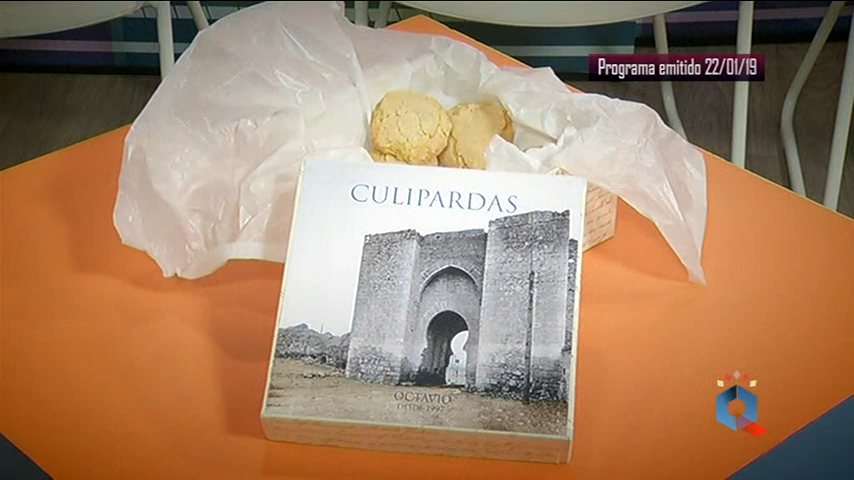 Programa emitido 22/01/19
CULIPARDAS
OCTAVIO
DESDE 1997